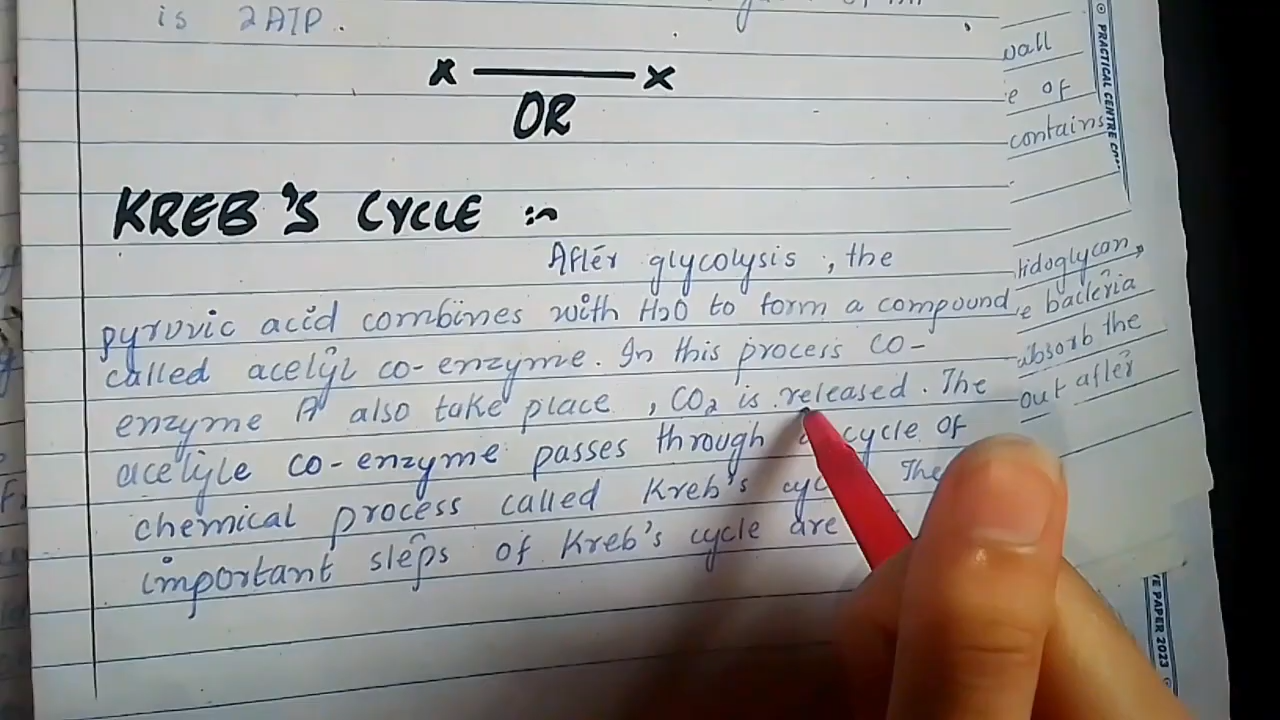 is 2ATP.
x ——— x
OR
KREB'S CYCLE :~
After glycolysis, the
pyruvic acid combines with H2O to form a compound
called acetyl co-enzyme. In this process CO-
enzyme A also take place, CO2 is released. The
acetyle co-enzyme passes through cycle of
chemical process called Kreb's cyc The
important steps of Kreb's cycle are
wall
e of
contains
tidoglycan,
e bacteria
absorb the
out after
PRACTICAL CENTRE
E PAPER 2023